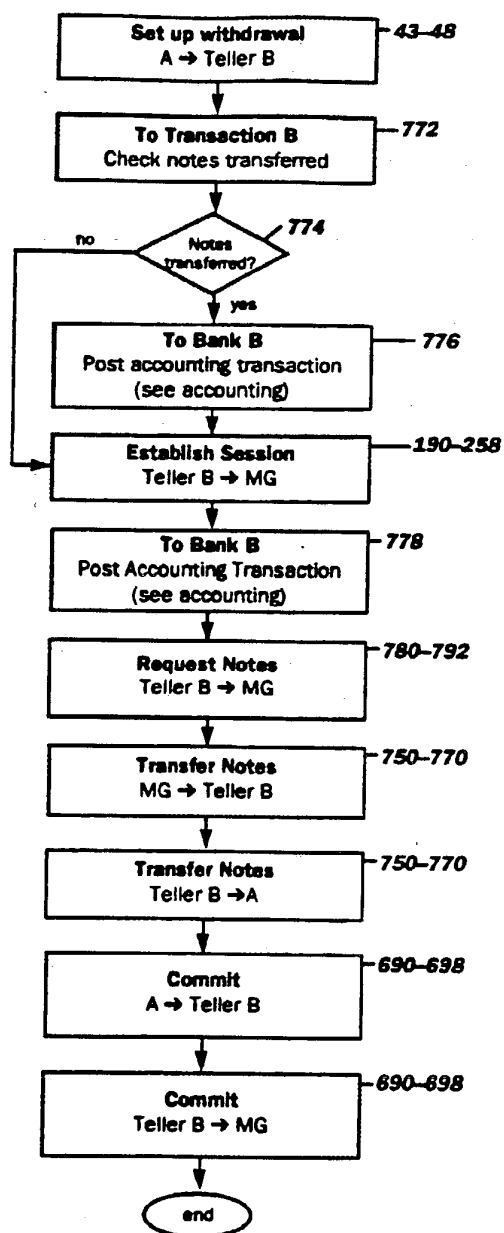 Set up withdrawal
A → Teller B
43–48
To Transaction B
Check notes transferred
772
Notes
transferred?
774
no
yes
To Bank B
Post accounting transaction
(see accounting)
776
Establish Session
Teller B → MG
190–258
To Bank B
Post Accounting Transaction
(see accounting)
778
Request Notes
Teller B → MG
780–792
Transfer Notes
MG → Teller B
750–770
Transfer Notes
Teller B →A
750–770
Commit
A → Teller B
690–698
Commit
Teller B → MG
690–698
end